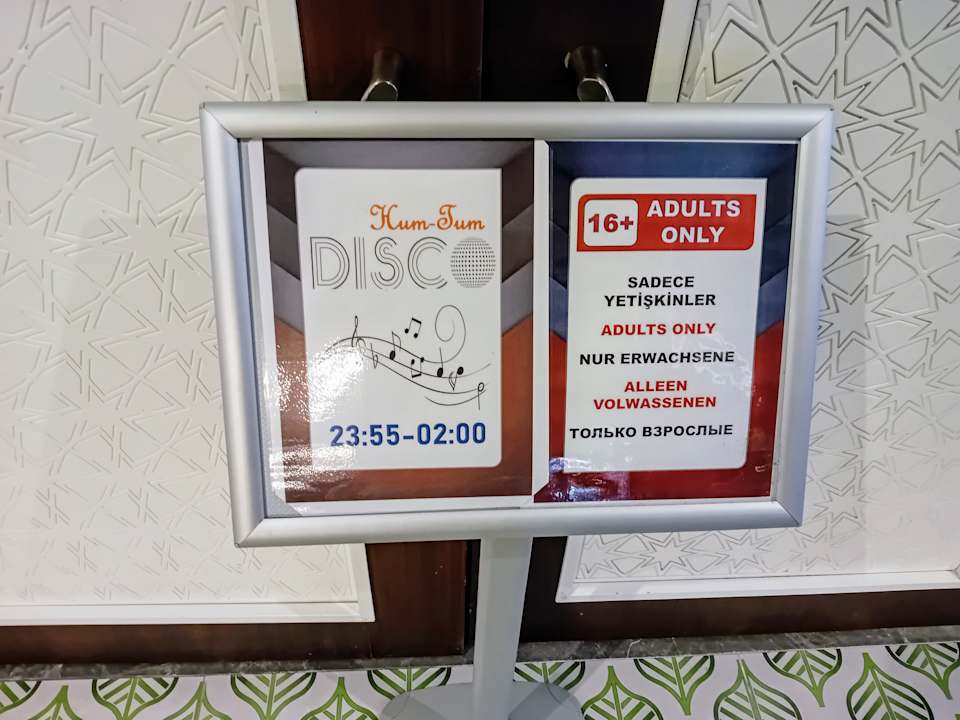 Hum-Tum
DISCO
23:55-02:00
16+ ADULTS
ONLY
SADECE
YETİŞKİNLER
ADULTS ONLY
NUR ERWACHSENE
ALLEEN
VOLWASSENEN
ТОЛЬКО ВЗРОСЛЫЕ